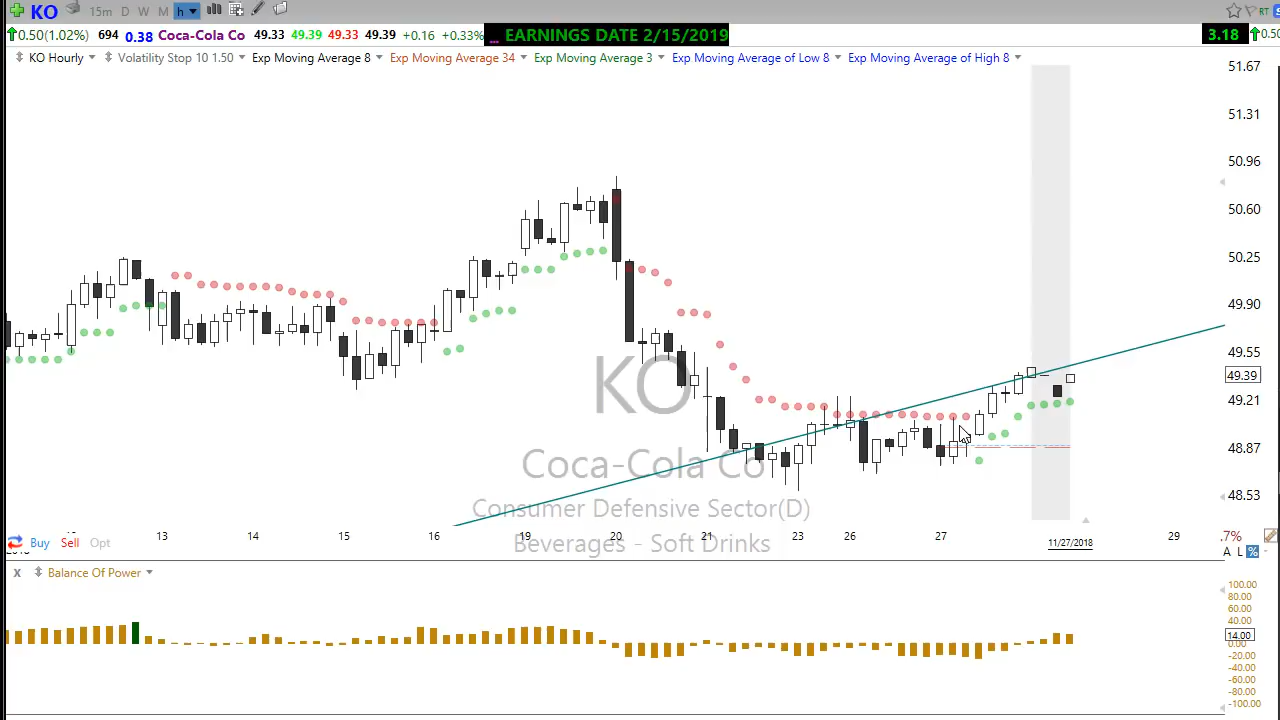 KO 15m D W M h RT
0.50(1.02%) 694 0.38 Coca-Cola Co 49.33 49.39 49.33 49.39 +0.16 +0.33% ... EARNINGS DATE 2/15/2019 3.18 0.50
KO Hourly Volatility Stop 10 1.50 Exp Moving Average 8 Exp Moving Average 34 Exp Moving Average 3 Exp Moving Average of Low 8 Exp Moving Average of High 8
51.67
51.31
50.96
50.60
50.25
49.90
49.55
49.39
49.21
48.87
48.53
KO
Coca-Cola Co
Consumer Defensive Sector(D)
Beverages - Soft Drinks
13 14 15 16 19 20 21 23 26 27 11/27/2018 29
Buy Sell Opt .7%
A L %
X Balance Of Power
100.00
80.00
60.00
40.00
14.00
0.00
-20.00
-40.00
-60.00
-80.00
-100.00